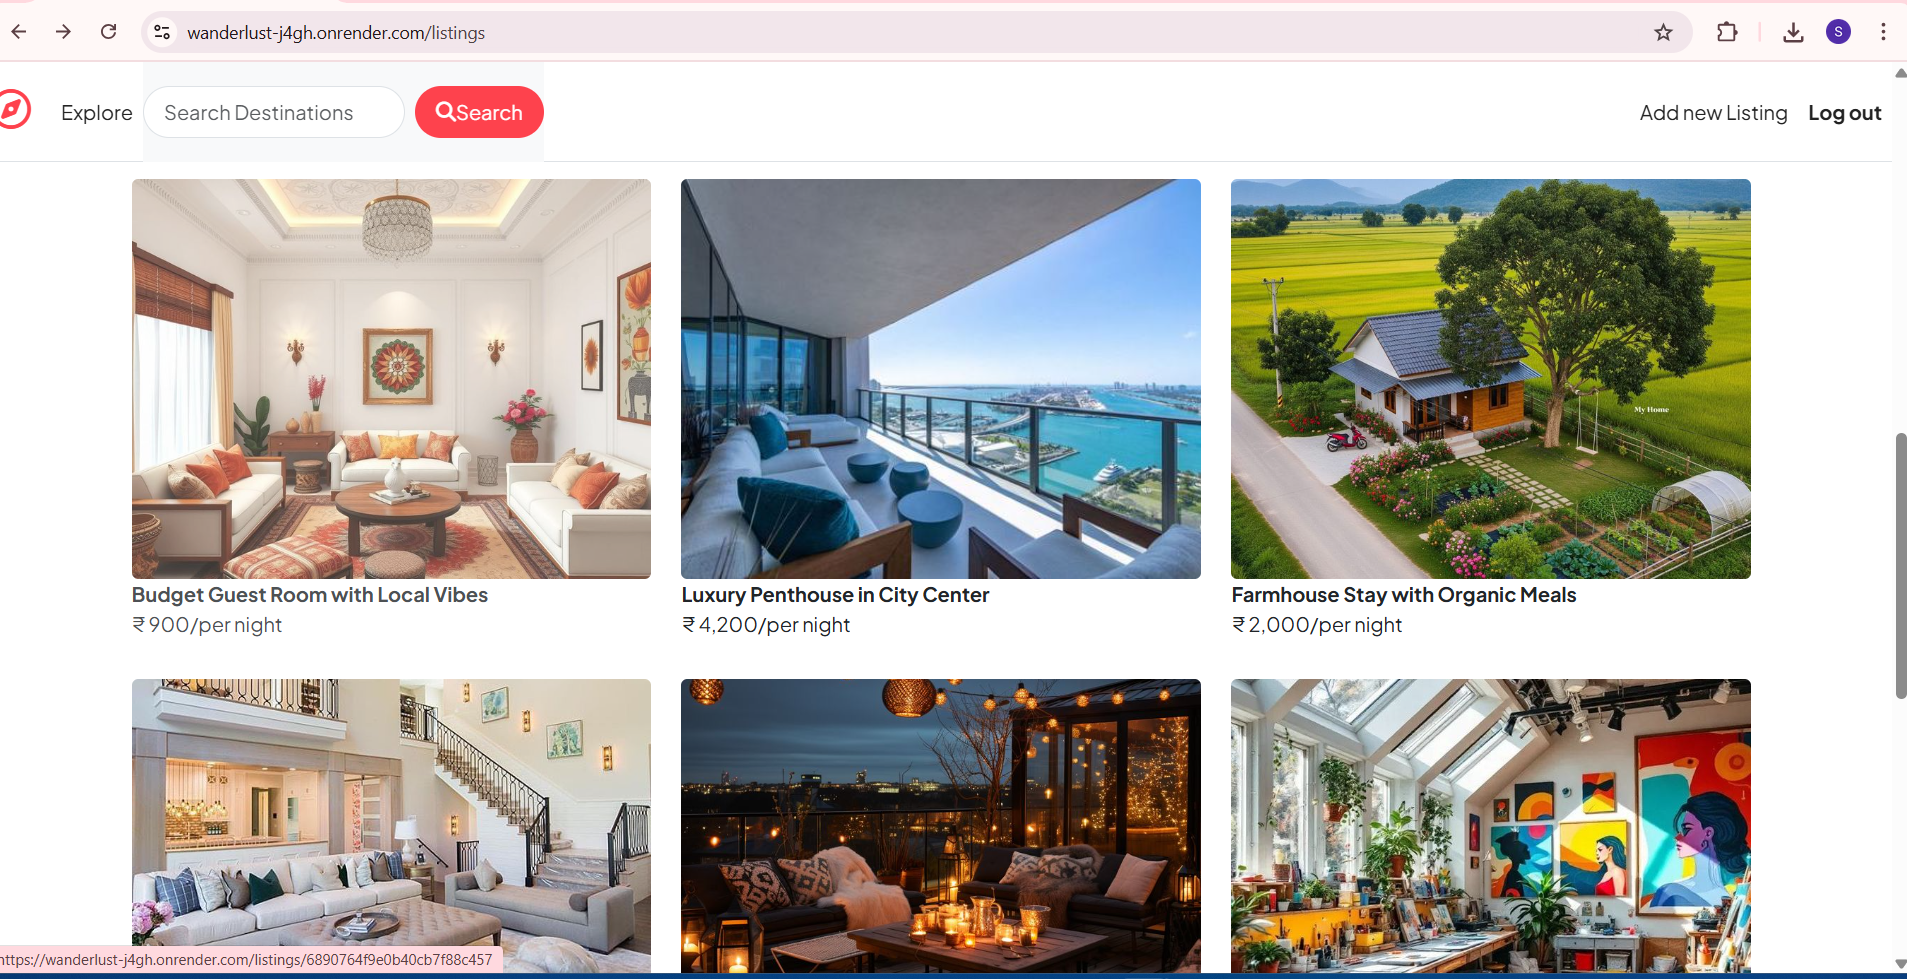 wanderlust-j4gh.onrender.com/listings
S
Explore
Search Destinations
Search
Add new Listing
Log out
My Home
Budget Guest Room with Local Vibes
₹ 900/per night
Luxury Penthouse in City Center
₹ 4,200/per night
Farmhouse Stay with Organic Meals
₹ 2,000/per night
https://wanderlust-j4gh.onrender.com/listings/6890764f9e0b40cb7f88c457